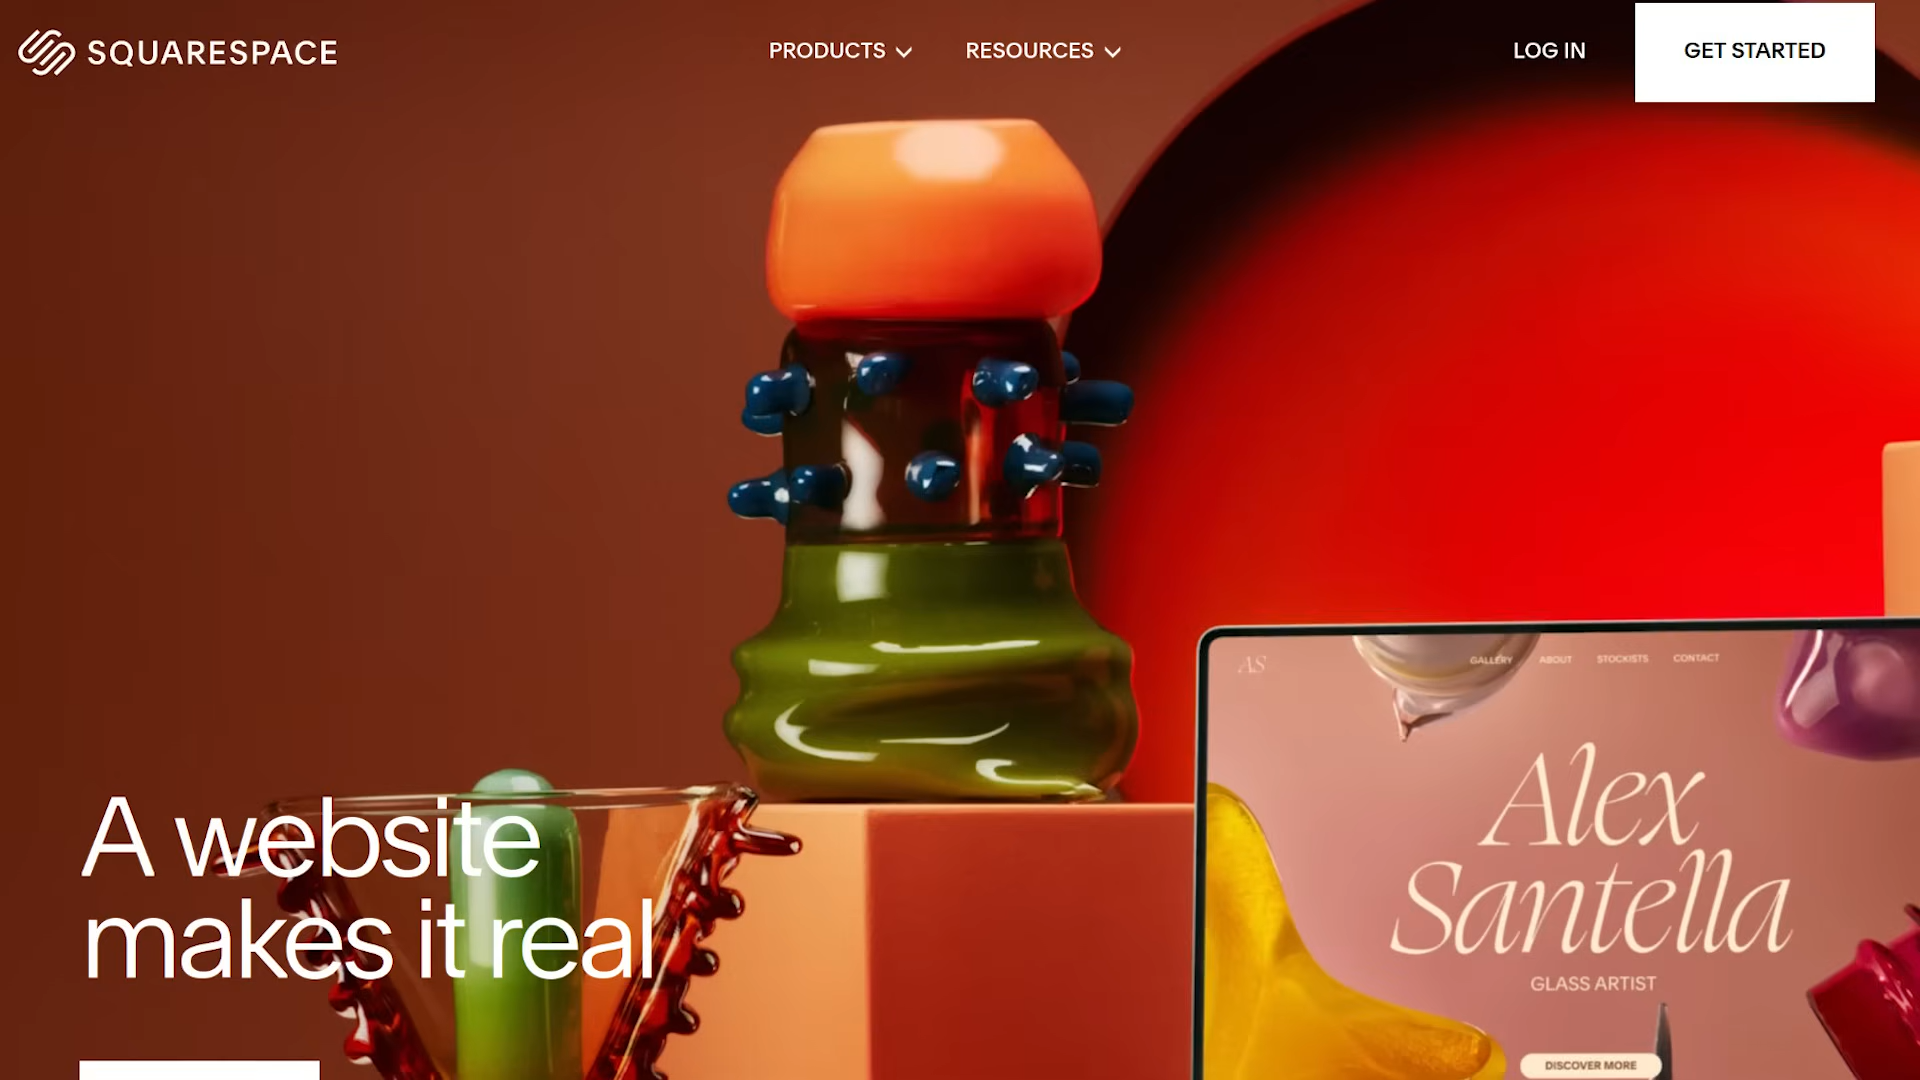 SQUARESPACE
PRODUCTS
RESOURCES
LOG IN
GET STARTED
A website
makes it real
AS
GALLERY
ABOUT
STOCKISTS
CONTACT
Alex
Santella
GLASS ARTIST
DISCOVER MORE